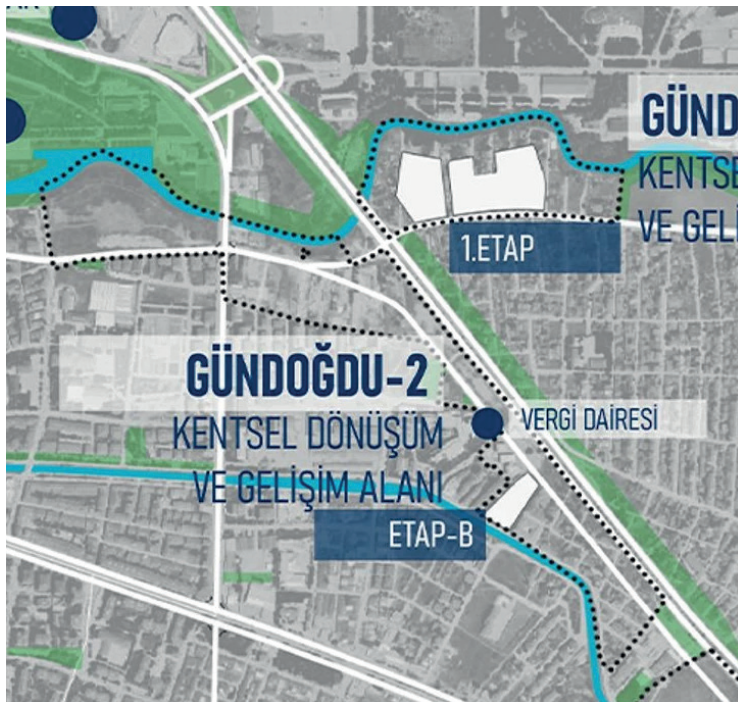 GÜND
KENTSE
VE GELİ
1.ETAP
GÜNDOĞDU-2
KENTSEL DÖNÜŞÜM
VE GELİŞİM ALANI
VERGİ DAİRESİ
ETAP-B